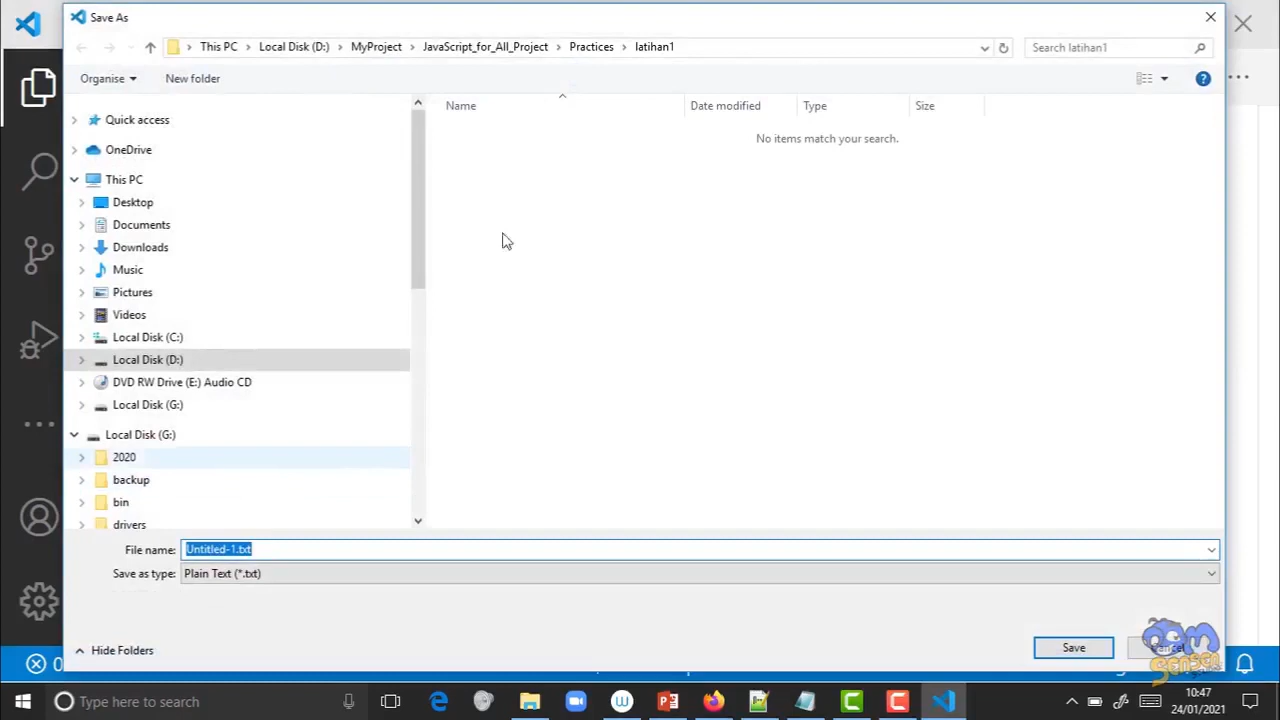 Save As
This PC > Local Disk (D:) > MyProject > JavaScript_for_All_Project > Practices > latihan1
Search latihan1
Organise
New folder
Name
Date modified
Type
Size
No items match your search.
Quick access
OneDrive
This PC
Desktop
Documents
Downloads
Music
Pictures
Videos
Local Disk (C:)
Local Disk (D:)
DVD RW Drive (E:) Audio CD
Local Disk (G:)
Local Disk (G:)
2020
backup
bin
drivers
File name: Untitled-1.txt
Save as type: Plain Text (*.txt)
Hide Folders
Save
0
Type here to search
10:47
24/01/2021